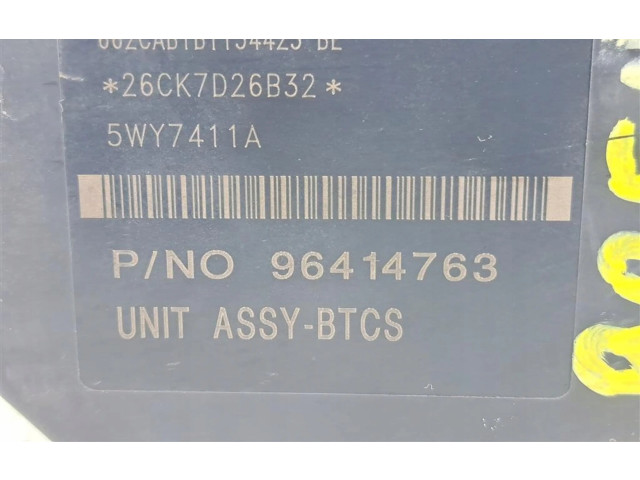 *26CK7D26B32*
5WY7411A
P/NO 96414763
UNIT ASSY-BTCS